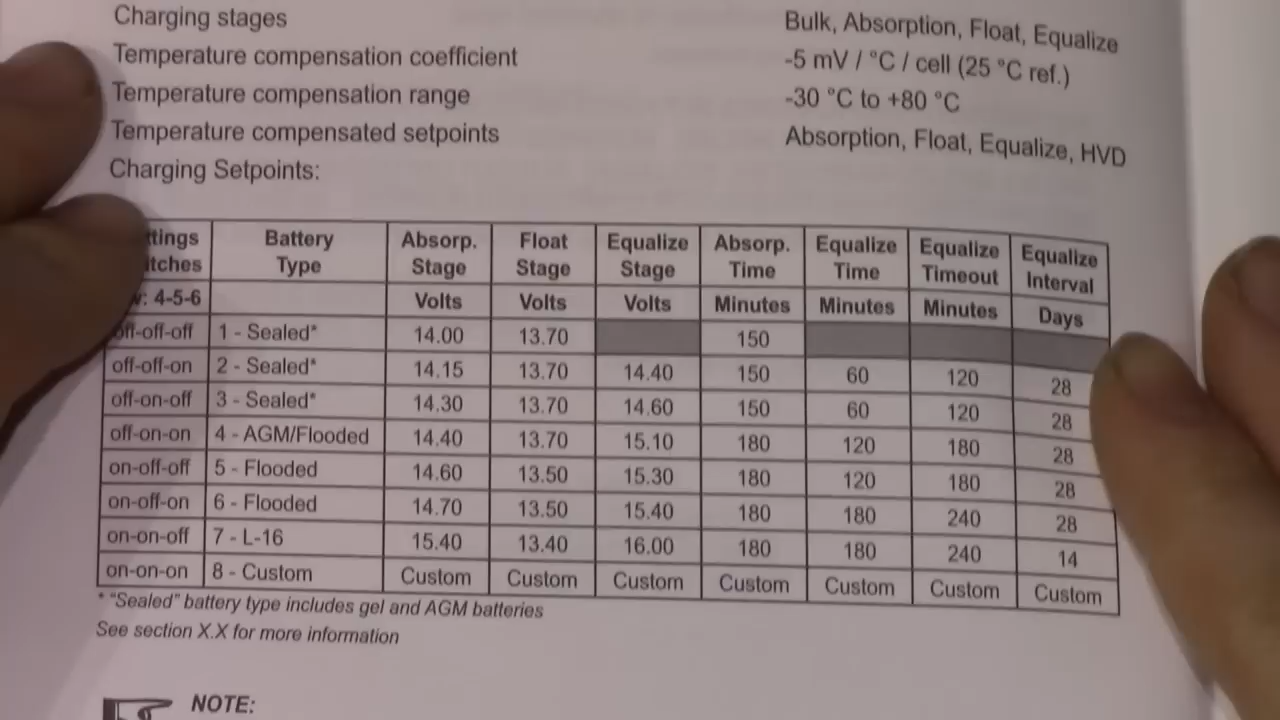 Charging stages Bulk, Absorption, Float, Equalize
Temperature compensation coefficient -5 mV / °C / cell (25 °C ref.)
Temperature compensation range -30 °C to +80 °C
Temperature compensated setpoints Absorption, Float, Equalize, HVD
Charging Setpoints:
Battery Absorp. Float Equalize Absorp. Equalize Equalize Equalize
Type Stage Stage Stage Time Time Timeout Interval
4-5-6 Volts Volts Volts Minutes Minutes Minutes Days
off-off-off 1 - Sealed* 14.00 13.70 150
off-off-on 2 - Sealed* 14.15 13.70 14.40 150 60 120 28
off-on-off 3 - Sealed* 14.30 13.70 14.60 150 60 120 28
off-on-on 4 - AGM/Flooded 14.40 13.70 15.10 180 120 180 28
on-off-off 5 - Flooded 14.60 13.50 15.30 180 120 180 28
on-off-on 6 - Flooded 14.70 13.50 15.40 180 180 240 28
on-on-off 7 - L-16 15.40 13.40 16.00 180 180 240 14
on-on-on 8 - Custom Custom Custom Custom Custom Custom Custom Custom
* "Sealed" battery type includes gel and AGM batteries
See section X.X for more information
NOTE: